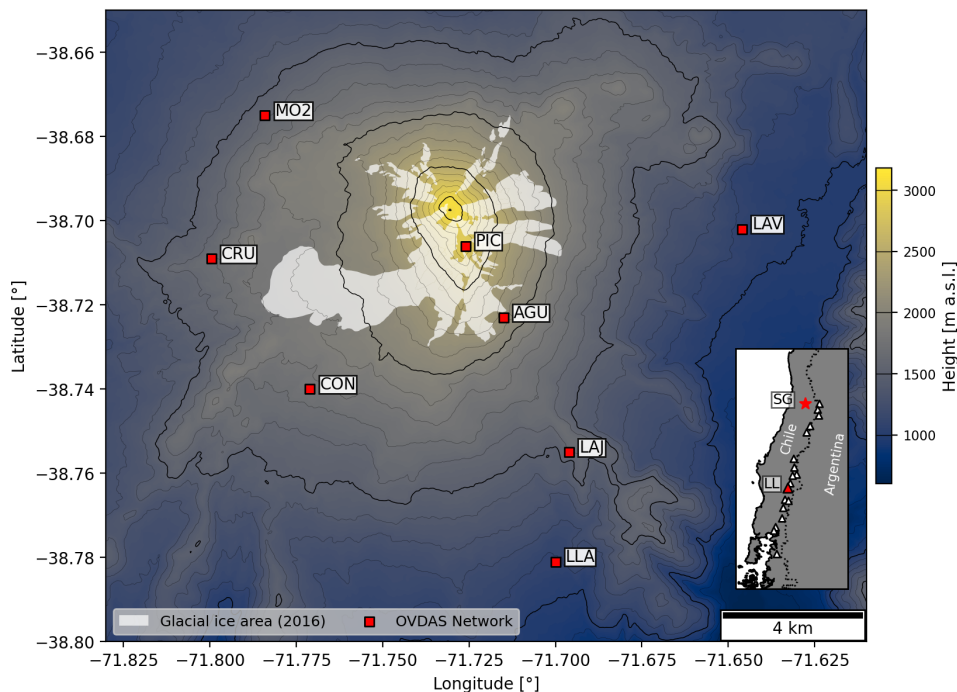 −38.66
−38.68
−38.70
−38.72
−38.74
−38.76
−38.78
−38.80
Latitude [°]
MO2
LAV
PIC
CRU
AGU
CON
LAJ
LLA
3000
2500
2000
1500
1000
Height [m a.s.l.]
SG
Chile
Argentina
LL
Glacial ice area (2016)
OVDAS Network
4 km
−71.825
−71.800
−71.775
−71.750
−71.725
−71.700
−71.675
−71.650
−71.625
Longitude [°]